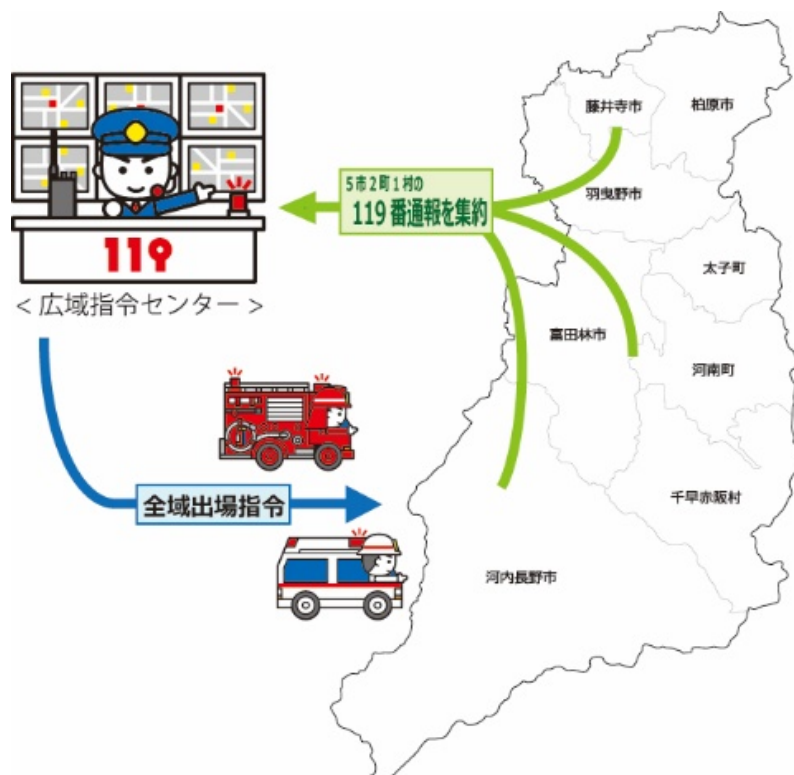 119
<広域指令センター>
5市2町1村の
119番通報を集約
全域出場指令
藤井寺市
柏原市
羽曳野市
太子町
富田林市
河南町
千早赤阪村
河内長野市